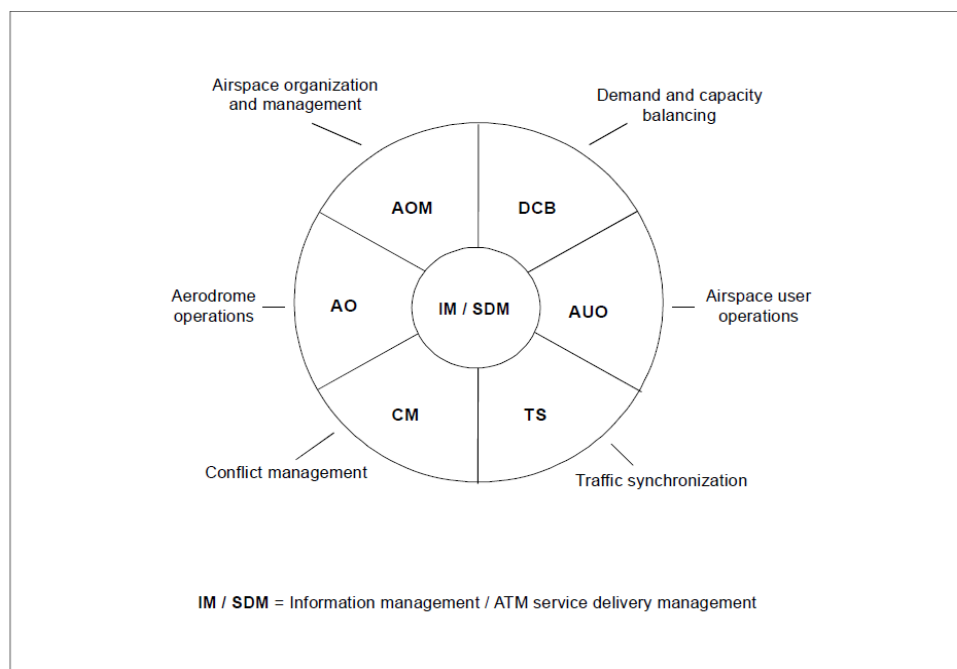 Airspace organization
and management
Demand and capacity
balancing
AOM
DCB
Aerodrome
operations
AO
IM / SDM
AUO
Airspace user
operations
CM
TS
Conflict management
Traffic synchronization
IM / SDM = Information management / ATM service delivery management